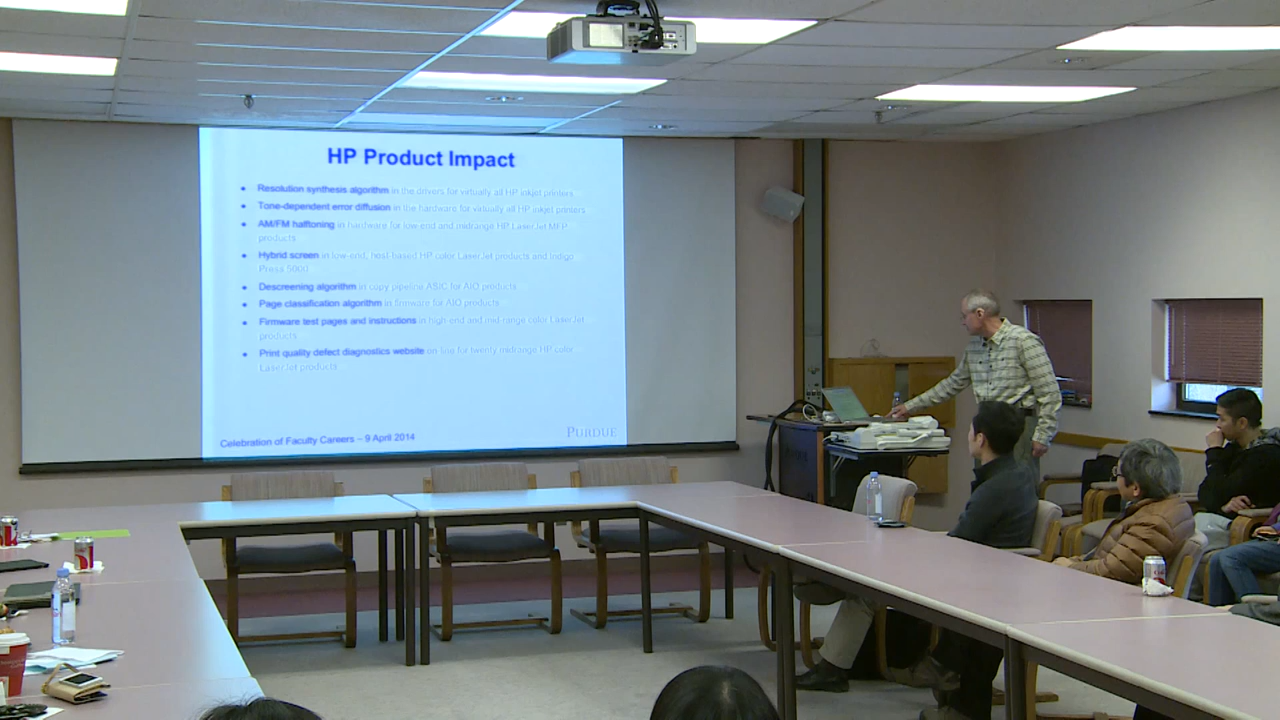 HP Product Impact
• Resolution synthesis algorithm in the drivers for virtually all HP inkjet printers
• Tone-dependent error diffusion in the hardware for virtually all HP inkjet printers
• AM/FM halftoning in hardware for low-end and midrange HP LaserJet MFP
products
• Hybrid screen in low-end, host-based HP color LaserJet products and Indigo
Press 5000
• Descreening algorithm in copy pipeline ASIC for AIO products
• Page classification algorithm in firmware for AIO products
• Firmware test pages and instructions in high-end and mid-range color LaserJet
products
• Print quality defect diagnostics website on-line for twenty midrange HP color
LaserJet products
Celebration of Faculty Careers – 9 April 2014
PURDUE